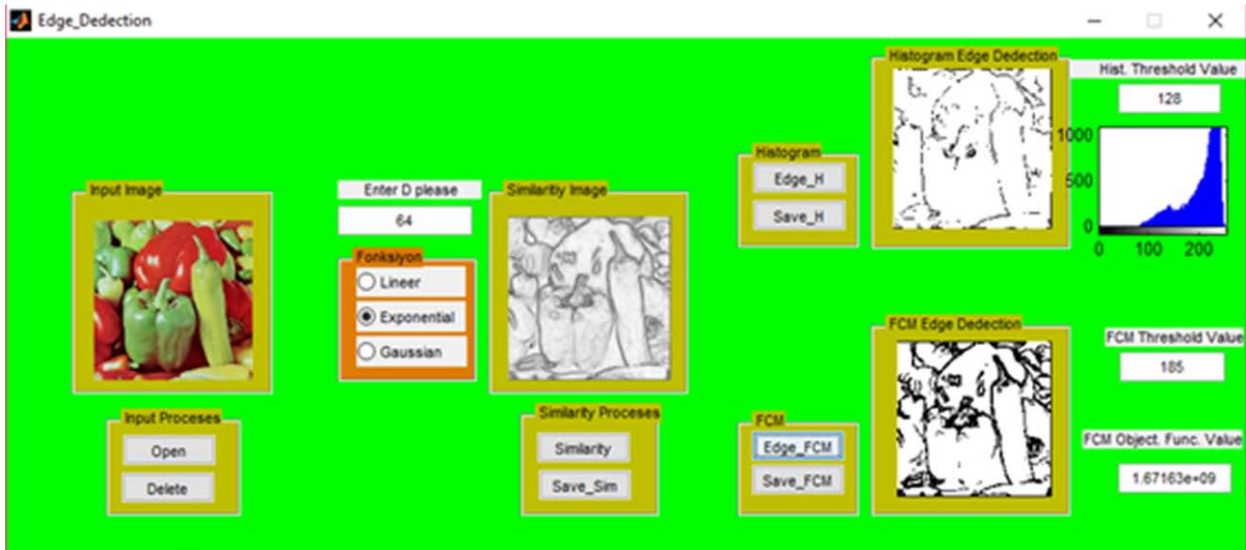 Edge_Dedection
Input Image
Input Proceses
Open
Delete
Enter D please
64
Fonksiyon
Lineer
Exponential
Gaussian
Similaritiy Image
Similarity Proceses
Similarity
Save_Sim
Histogram
Edge_H
Save_H
Histogram Edge Dedection
Hist. Threshold Value
128
1000
500
0
0 100 200
FCM
Edge_FCM
Save_FCM
FCM Edge Dedection
FCM Threshold Value
185
FCM Object. Func. Value
1.67163e+09